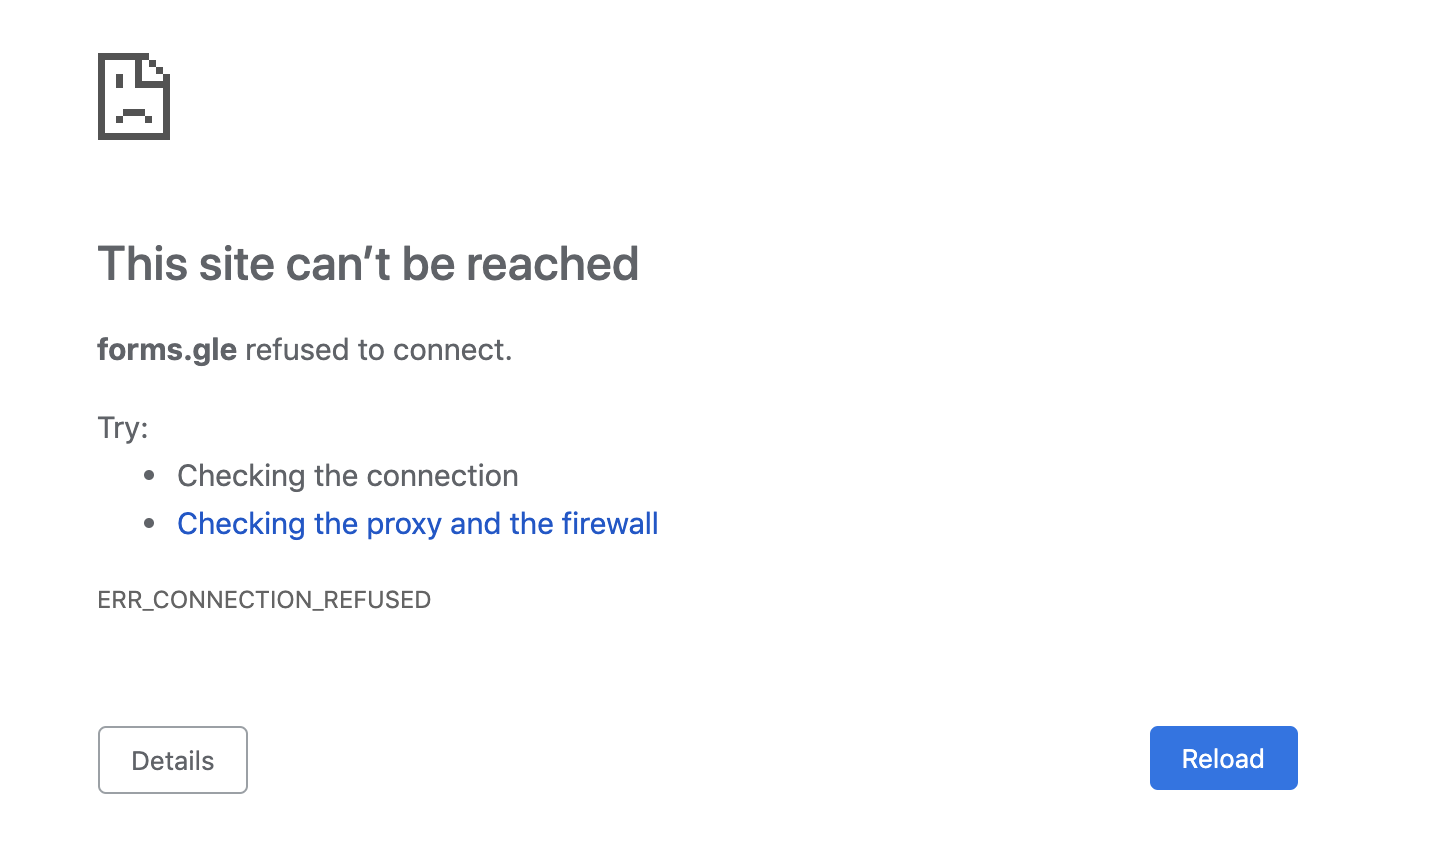 This site can’t be reached
forms.gle refused to connect.
Try:
• Checking the connection
• Checking the proxy and the firewall
ERR_CONNECTION_REFUSED
Details
Reload